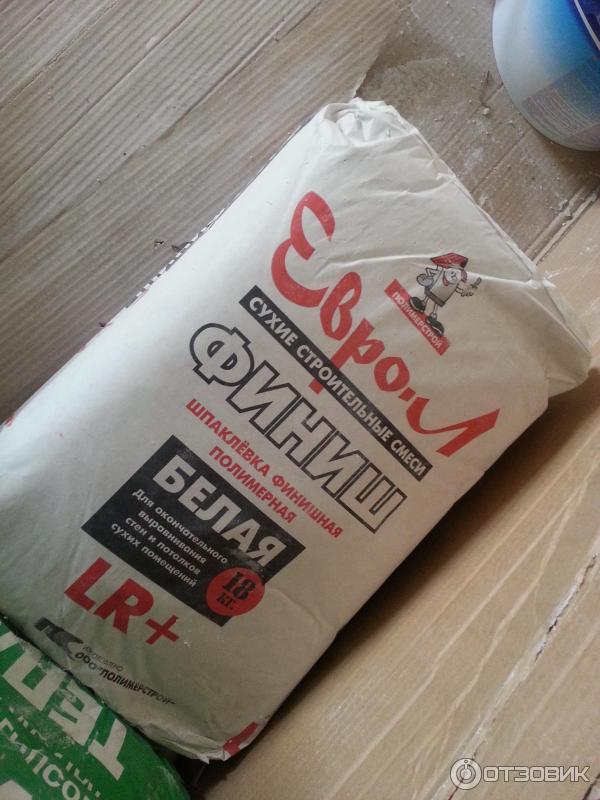 Евро-Л
ПОЛИМЕРСТРОЙ
СУХИЕ СТРОИТЕЛЬНЫЕ СМЕСИ
ФИНИШ
ШПАКЛЁВКА ФИНИШНАЯ
ПОЛИМЕРНАЯ
БЕЛАЯ
Для окончательного
выравнивания
стен и потолков
сухих помещений
18
кг.
LR+
ИЗГОТОВЛЕНО
ООО "ПОЛИМЕРСТРОЙ"
ОТЗОВИК